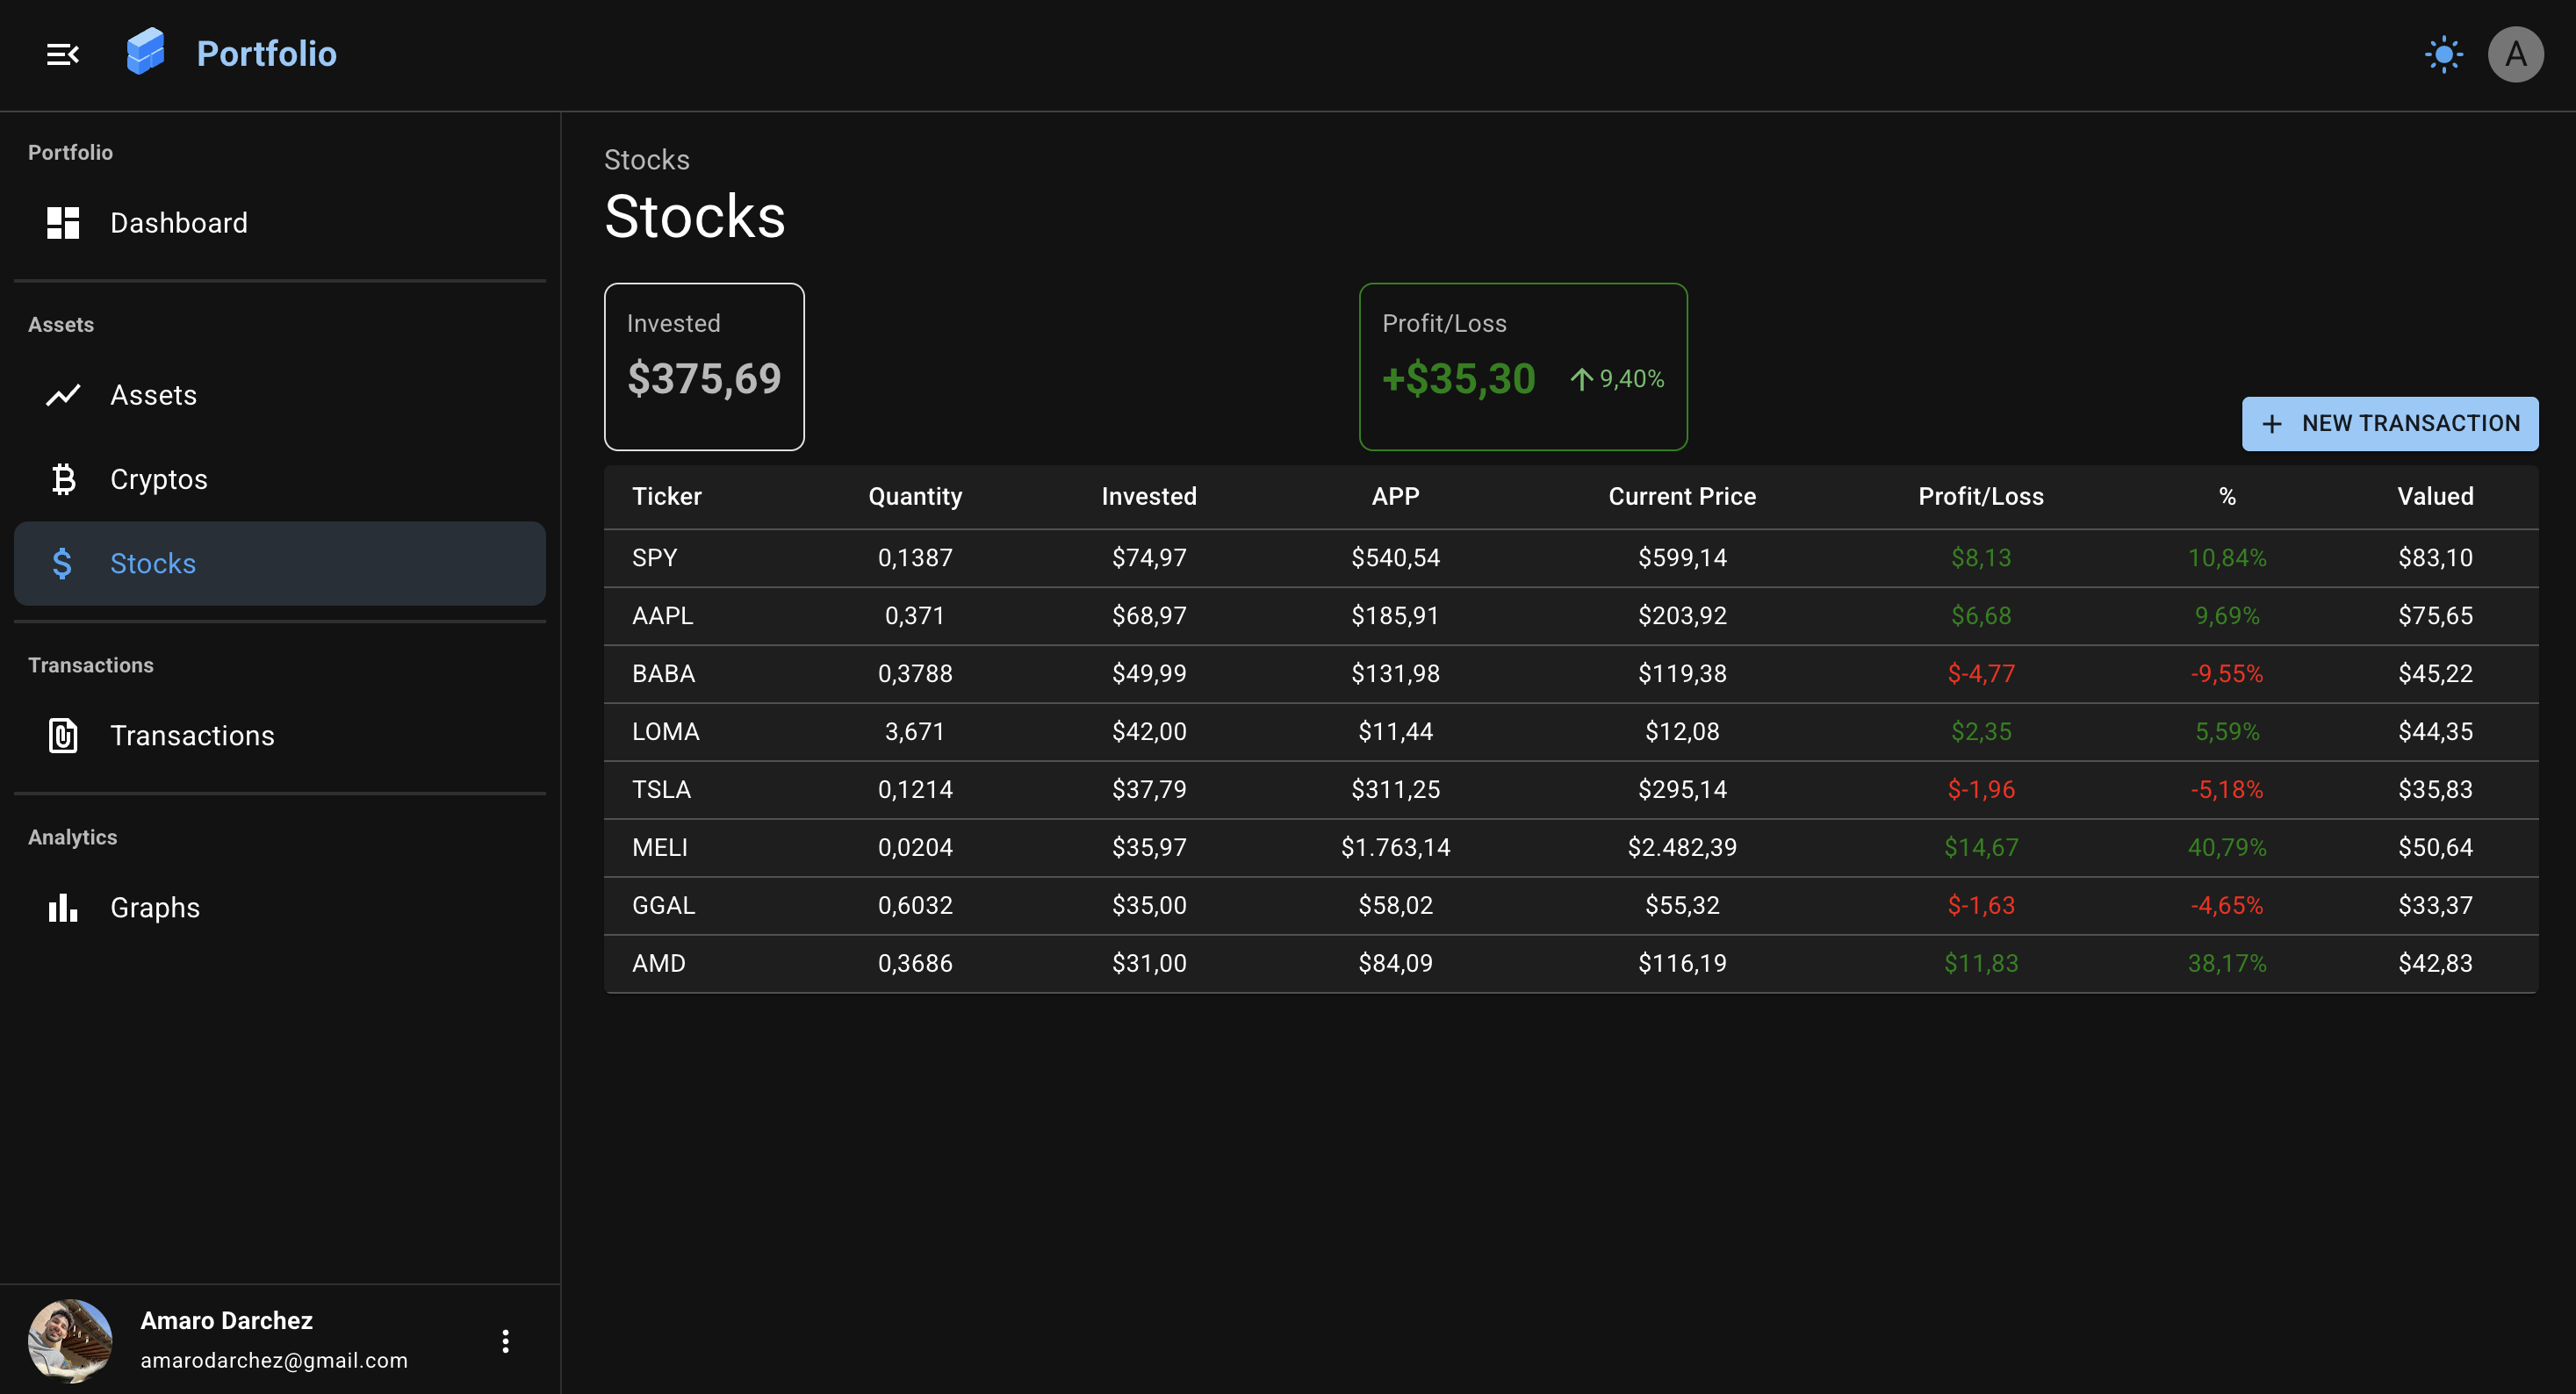 Portfolio
A
Portfolio
Dashboard
Assets
Assets
Cryptos
Stocks
Transactions
Transactions
Analytics
Graphs
Amaro Darchez
amarodarchez@gmail.com
Stocks
Stocks
Invested
$375,69
Profit/Loss
+$35,30 9,40%
NEW TRANSACTION
Ticker Quantity Invested APP Current Price Profit/Loss % Valued
SPY 0,1387 $74,97 $540,54 $599,14 $8,13 10,84% $83,10
AAPL 0,371 $68,97 $185,91 $203,92 $6,68 9,69% $75,65
BABA 0,3788 $49,99 $131,98 $119,38 $-4,77 -9,55% $45,22
LOMA 3,671 $42,00 $11,44 $12,08 $2,35 5,59% $44,35
TSLA 0,1214 $37,79 $311,25 $295,14 $-1,96 -5,18% $35,83
MELI 0,0204 $35,97 $1.763,14 $2.482,39 $14,67 40,79% $50,64
GGAL 0,6032 $35,00 $58,02 $55,32 $-1,63 -4,65% $33,37
AMD 0,3686 $31,00 $84,09 $116,19 $11,83 38,17% $42,83